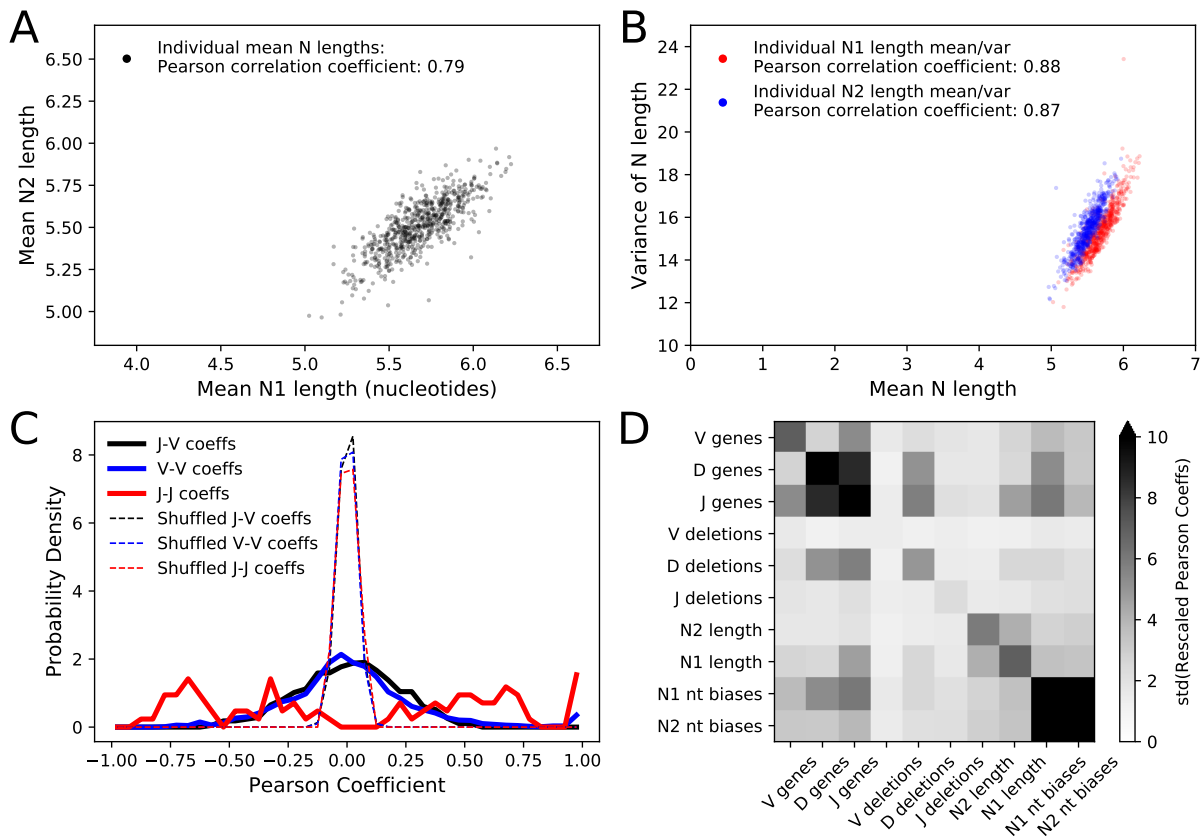 A
Individual mean N lengths:
Pearson correlation coefficient: 0.79
6.50
6.25
6.00
5.75
5.50
5.25
5.00
Mean N2 length
4.0 4.5 5.0 5.5 6.0 6.5
Mean N1 length (nucleotides)
B
Individual N1 length mean/var
Pearson correlation coefficient: 0.88
Individual N2 length mean/var
Pearson correlation coefficient: 0.87
24
22
20
18
16
14
12
10
Variance of N length
0 1 2 3 4 5 6 7
Mean N length
C
J-V coeffs
V-V coeffs
J-J coeffs
Shuffled J-V coeffs
Shuffled V-V coeffs
Shuffled J-J coeffs
8
6
4
2
0
Probability Density
−1.00 −0.75 −0.50 −0.25 0.00 0.25 0.50 0.75 1.00
Pearson Coefficient
D
V genes
D genes
J genes
V deletions
D deletions
J deletions
N2 length
N1 length
N1 nt biases
N2 nt biases
V genes
D genes
J genes
V deletions
D deletions
J deletions
N2 length
N1 length
N1 nt biases
N2 nt biases
10
8
6
4
2
0
std(Rescaled Pearson Coeffs)